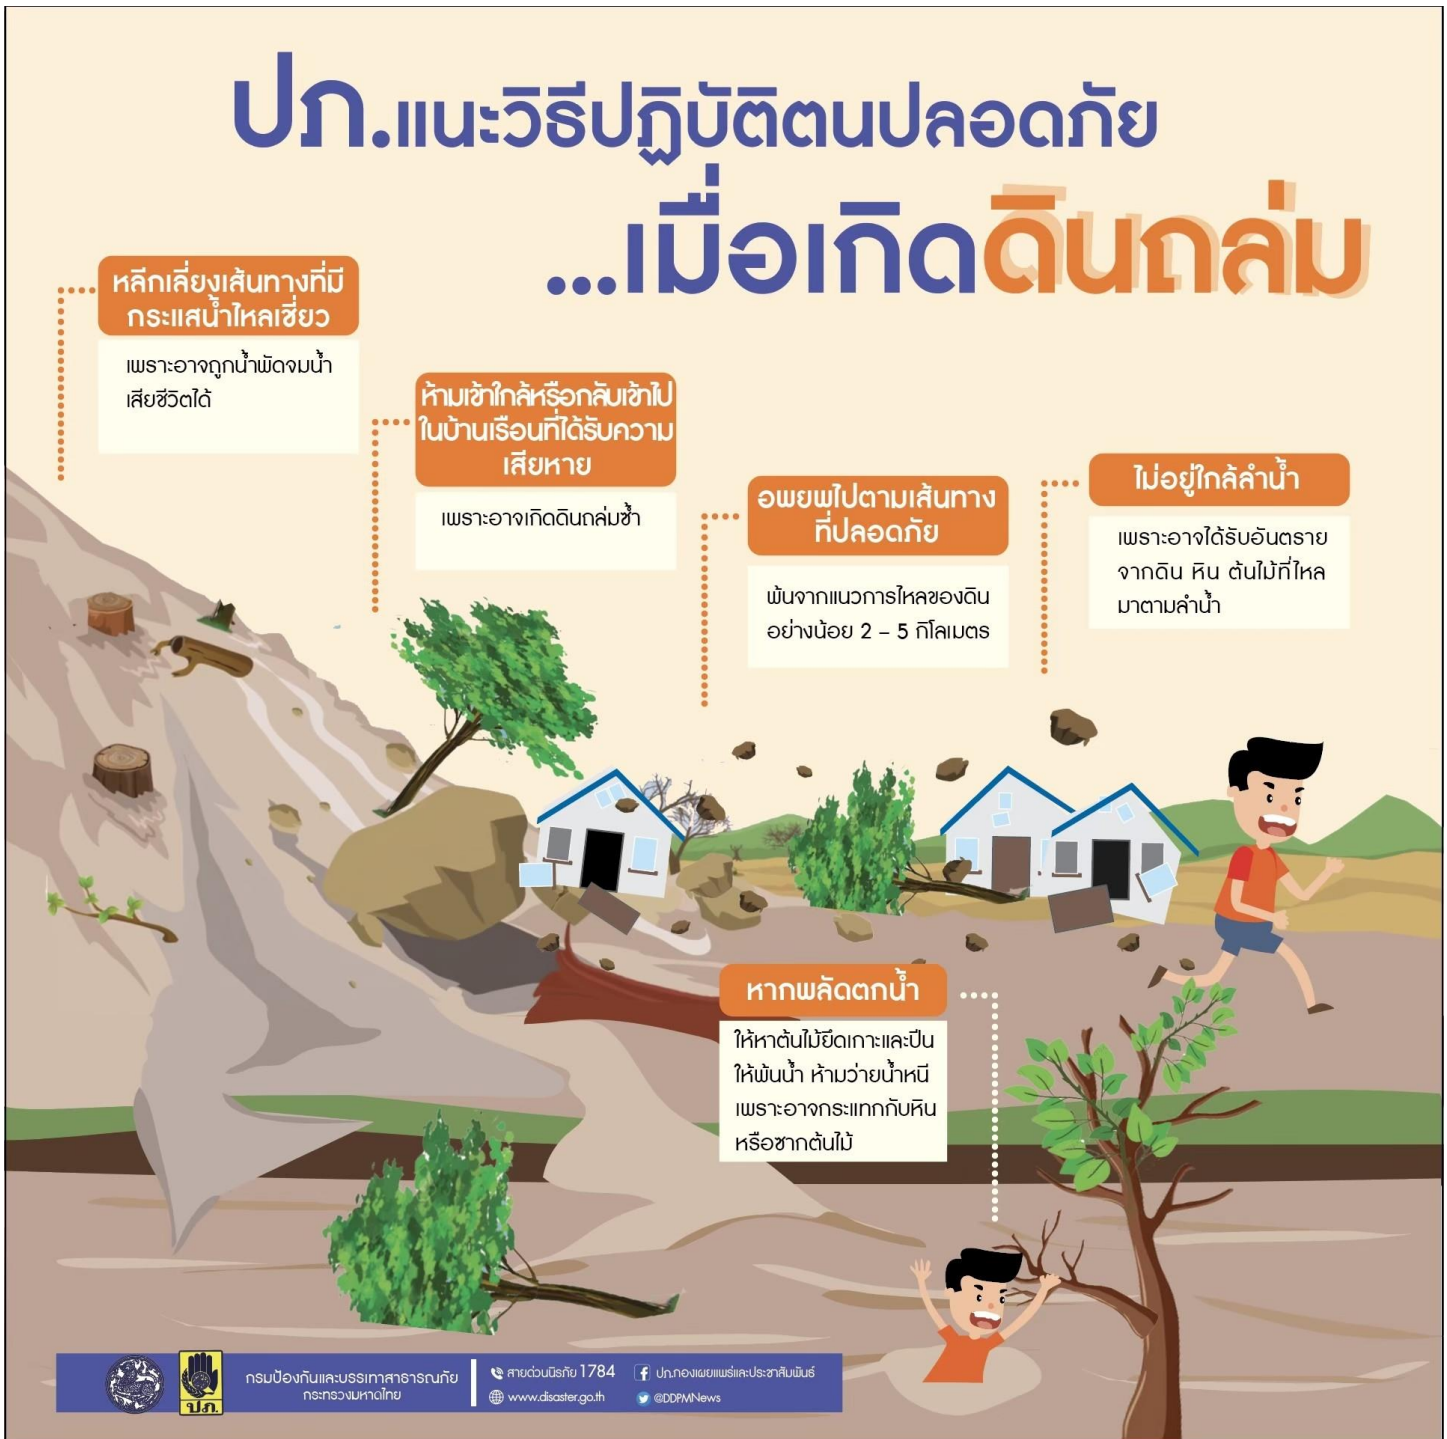 ปภ.แนะวิธีปฏิบัติตนปลอดภัย
...เมื่อเกิดดินถล่ม
หลีกเลี่ยงเส้นทางที่มี
กระแสน้ำไหลเชี่ยว
เพราะอาจถูกน้ำพัดจมน้ำ
เสียชีวิตได้
ห้ามเข้าใกล้หรือกลับเข้าไป
ในบ้านเรือนที่ได้รับความ
เสียหาย
เพราะอาจเกิดดินถล่มซ้ำ
อพยพไปตามเส้นทาง
ที่ปลอดภัย
พ้นจากแนวการไหลของดิน
อย่างน้อย 2 – 5 กิโลเมตร
ไม่อยู่ใกล้ลำน้ำ
เพราะอาจได้รับอันตราย
จากดิน หิน ต้นไม้ที่ไหล
มาตามลำน้ำ
หากพลัดตกน้ำ
ให้หาต้นไม้ยึดเกาะและปีน
ให้พ้นน้ำ ห้ามว่ายน้ำหนี
เพราะอาจกระแทกกับหิน
หรือซากต้นไม้
ปภ.
กรมป้องกันและบรรเทาสาธารณภัย
กระทรวงมหาดไทย
สายด่วนนิรภัย 1784
www.disaster.go.th
ปภ.กองเผยแพร่และประชาสัมพันธ์
@DDPMNews